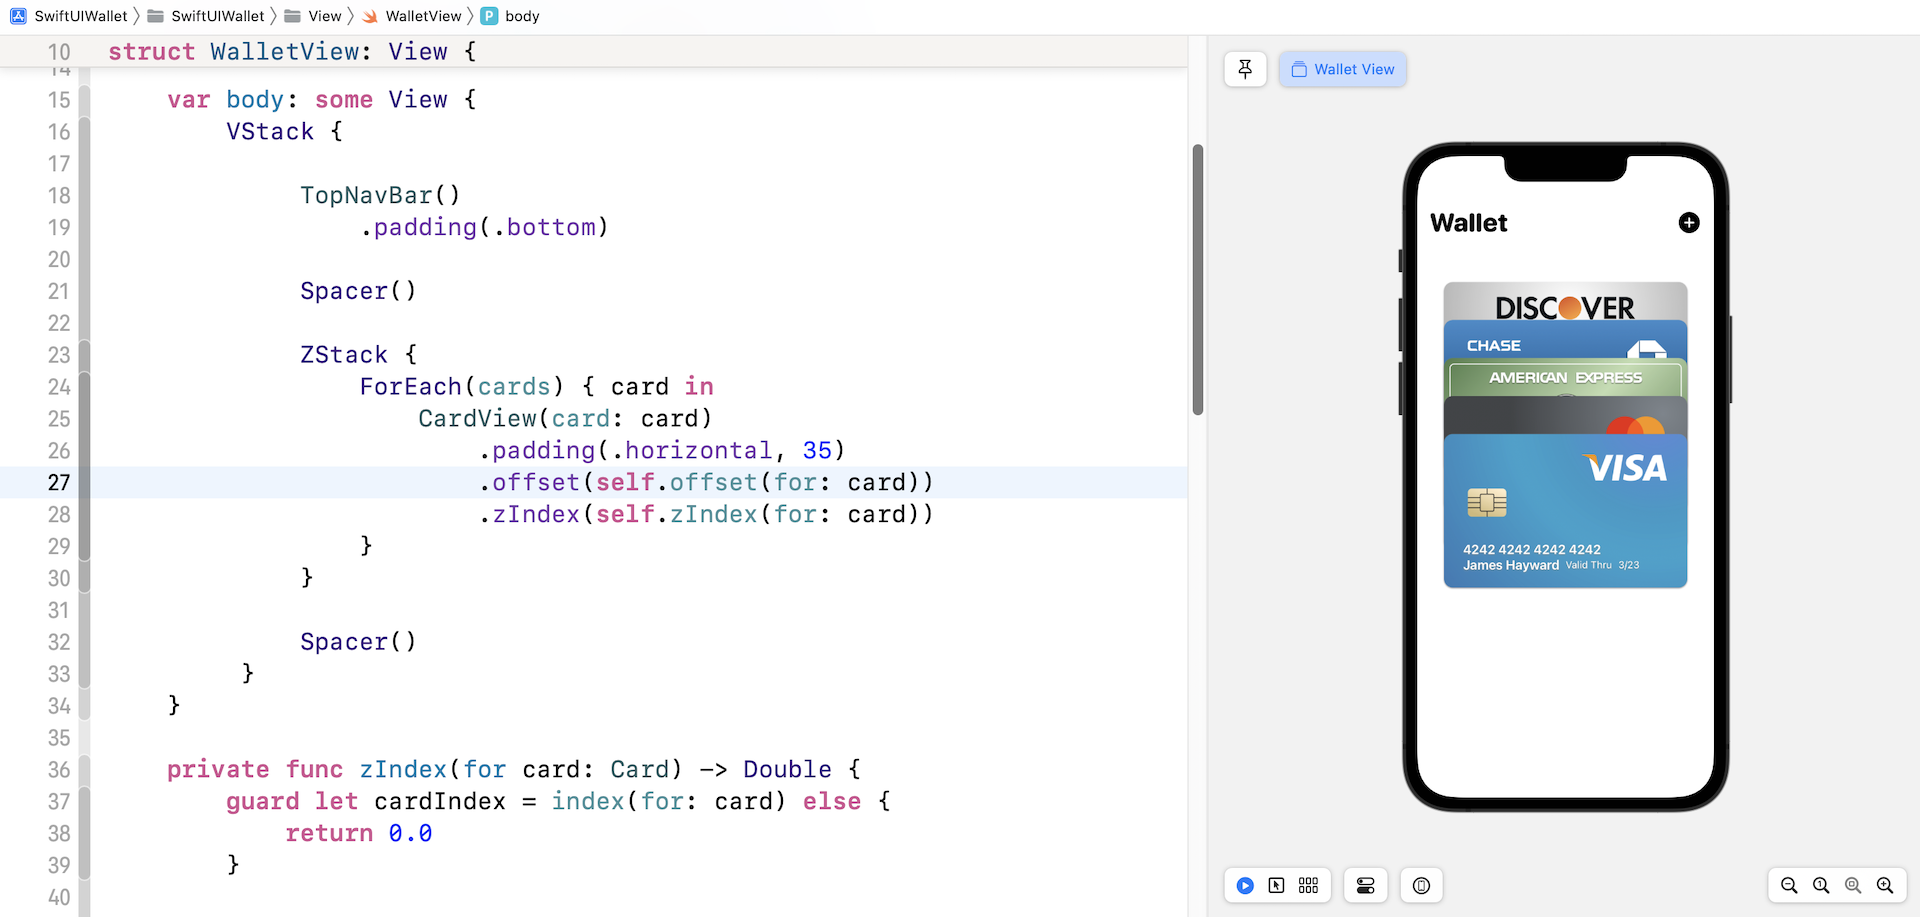 SwiftUIWallet SwiftUIWallet View WalletView P body
10 struct WalletView: View {
14
15 var body: some View {
16 VStack {
17
18 TopNavBar()
19 .padding(.bottom)
20
21 Spacer()
22
23 ZStack {
24 ForEach(cards) { card in
25 CardView(card: card)
26 .padding(.horizontal, 35)
27 .offset(self.offset(for: card))
28 .zIndex(self.zIndex(for: card))
29 }
30 }
31
32 Spacer()
33 }
34 }
35
36 private func zIndex(for card: Card) -> Double {
37 guard let cardIndex = index(for: card) else {
38 return 0.0
39 }
40
Wallet View
Wallet
DISCOVER
CHASE
AMERICAN EXPRESS
VISA
4242 4242 4242 4242
James Hayward Valid Thru 3/23